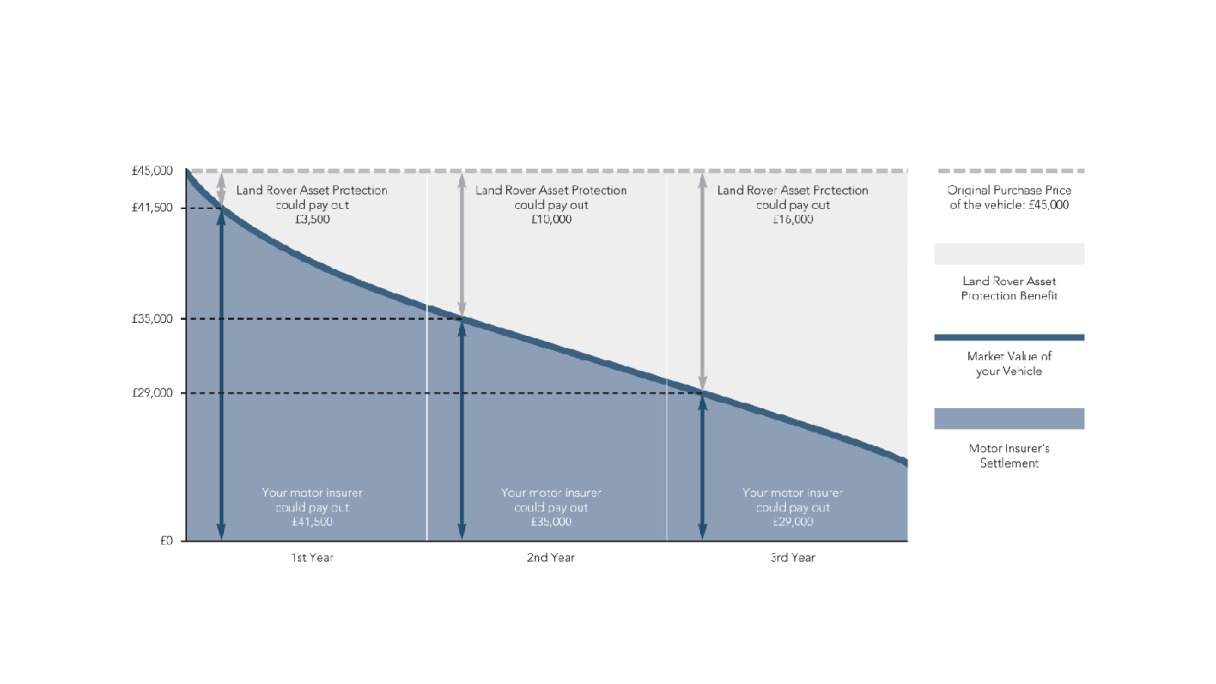 £45,000
£41,500
£35,000
£29,000
£0
Land Rover Asset Protection
could pay out
£3,500
Land Rover Asset Protection
could pay out
£10,000
Land Rover Asset Protection
could pay out
£16,000
Your motor insurer
could pay out
£41,500
Your motor insurer
could pay out
£35,000
Your motor insurer
could pay out
£29,000
1st Year
2nd Year
3rd Year
Original Purchase Price
of the vehicle: £45,000
Land Rover Asset
Protection Benefit
Market Value of
your Vehicle
Motor Insurer's
Settlement